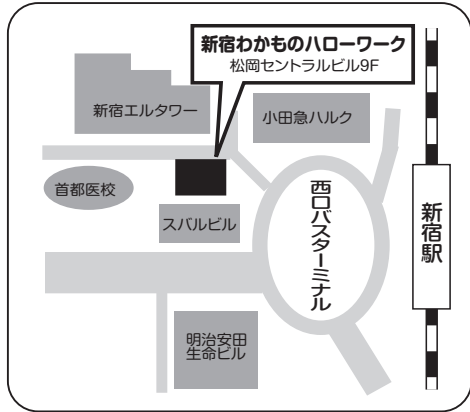 新宿わかものハローワーク
松岡セントラルビル9F
新宿エルタワー
小田急ハルク
首都医校
スバルビル
西口バスターミナル
新宿駅
明治安田
生命ビル